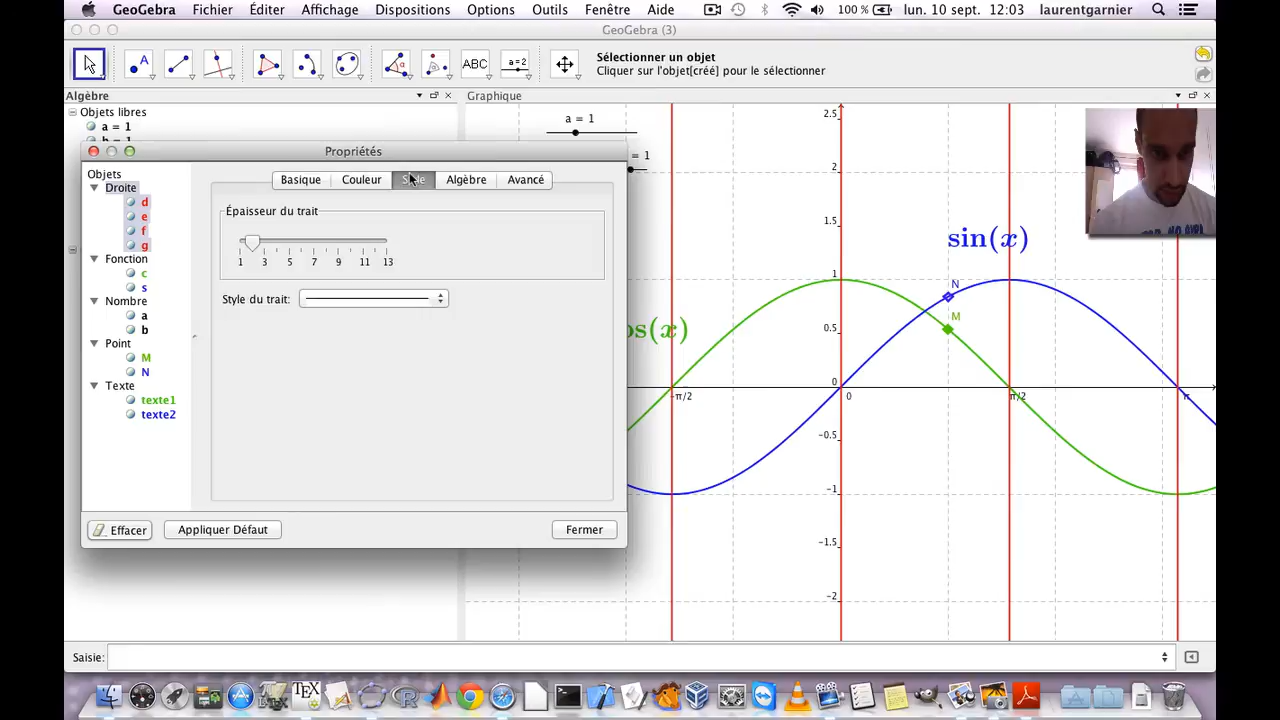 GeoGebra Fichier Éditer Affichage Dispositions Options Outils Fenêtre Aide 100 % lun. 10 sept. 12:03 laurentgarnier
GeoGebra (3)
A ABC a=2 Sélectionner un objet
Cliquer sur l'objet[créé] pour le sélectionner
Algèbre Graphique
Objets libres
a = 1
a = 1
= 1
Propriétés
Objets
Basique Couleur Style Algèbre Avancé
Droite
d
e
f
g
Fonction
c
s
Nombre
a
b
Point
M
N
Texte
texte1
texte2
Épaisseur du trait
1 3 5 7 9 11 13
Style du trait:
Effacer Appliquer Défaut Fermer
2.5
2
1.5
sin(x)
1
N
M
0.5
os(x)
0
-π/2 0 π/2 π
-0.5
-1
-1.5
-2
Saisie:
TEX